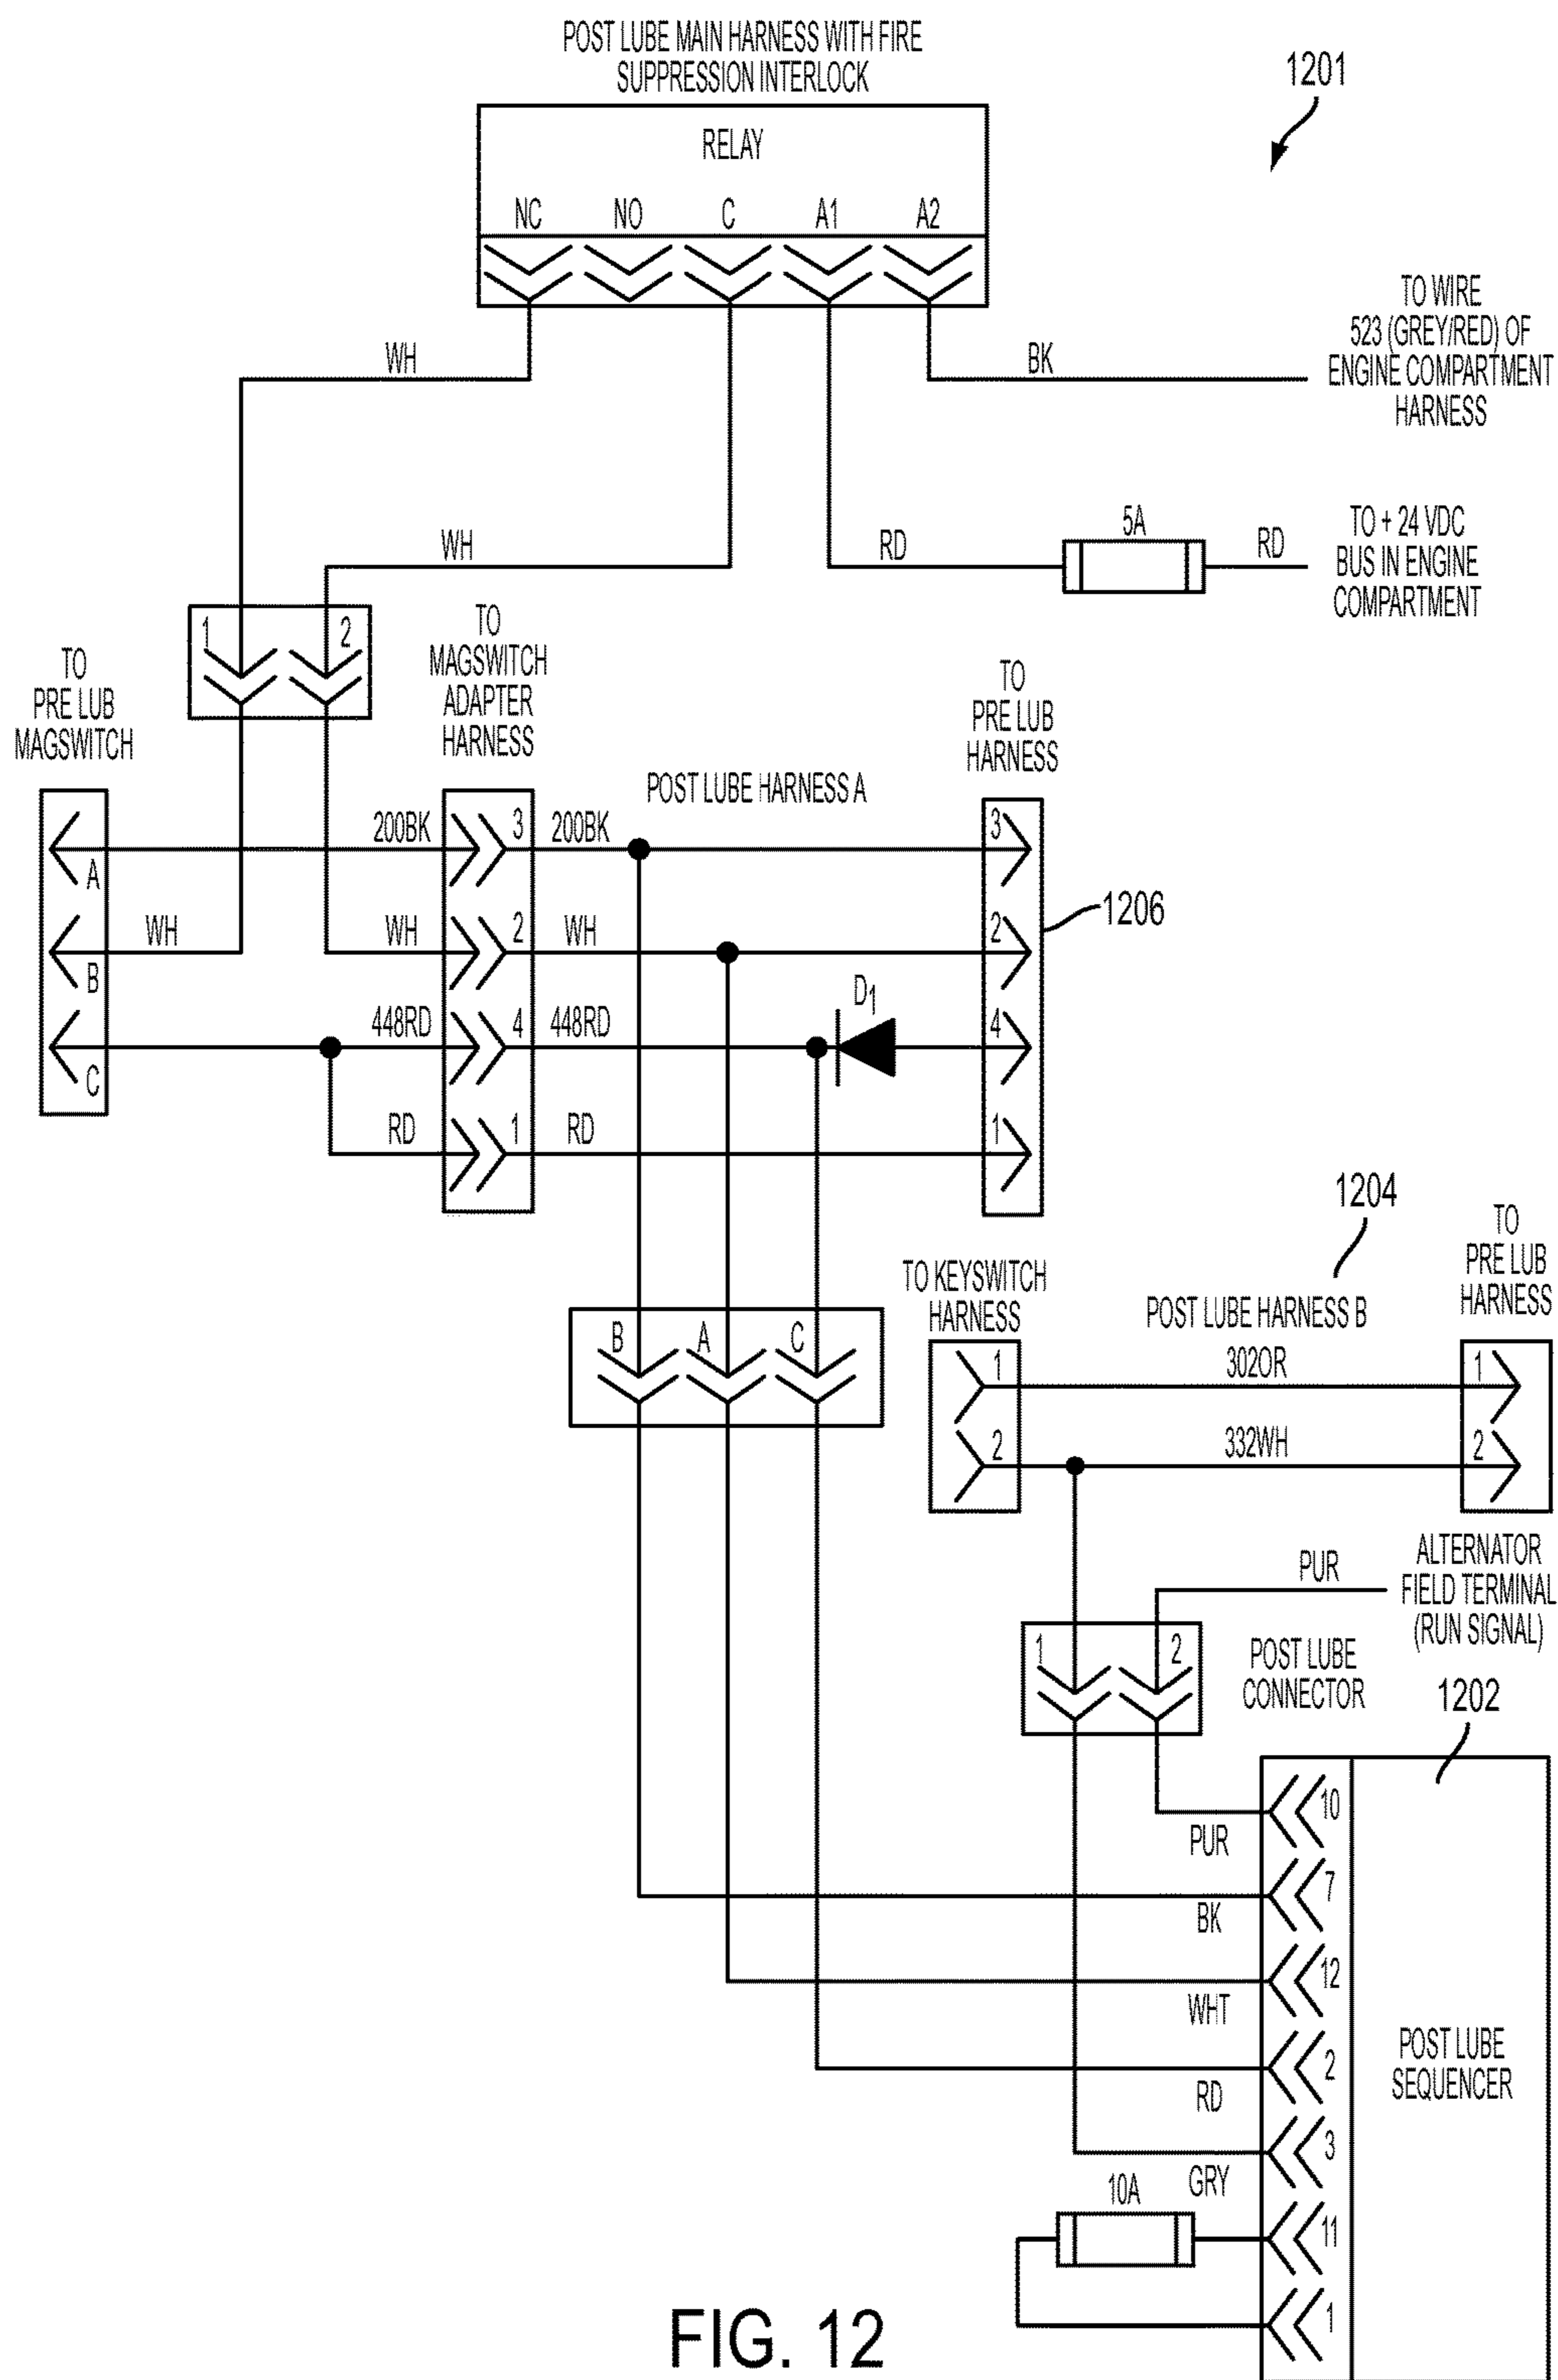 POST LUBE MAIN HARNESS WITH FIRE
SUPPRESSION INTERLOCK
1201
RELAY
NC NO C A1 A2
TO WIRE
523 (GREY/RED) OF
ENGINE COMPARTMENT
HARNESS
WH
BK
WH
RD
5A
RD
TO + 24 VDC
BUS IN ENGINE
COMPARTMENT
1 2
TO
PRE LUB
MAGSWITCH
TO
MAGSWITCH
ADAPTER
HARNESS
POST LUBE HARNESS A
TO
PRE LUB
HARNESS
A 200BK 3 200BK 3
1206
WH B WH 2 WH 2
D1
C 448RD 4 448RD 4
RD 1 RD 1
1204
TO KEYSWITCH
HARNESS
POST LUBE HARNESS B
TO
PRE LUB
HARNESS
B A C
1 302OR 1
2 332WH 2
PUR
ALTERNATOR
FIELD TERMINAL
(RUN SIGNAL)
1 2
POST LUBE
CONNECTOR
1202
10
PUR
7
BK
12
WHT
2
RD
3
GRY
10A
11
1
POST LUBE
SEQUENCER
FIG. 12